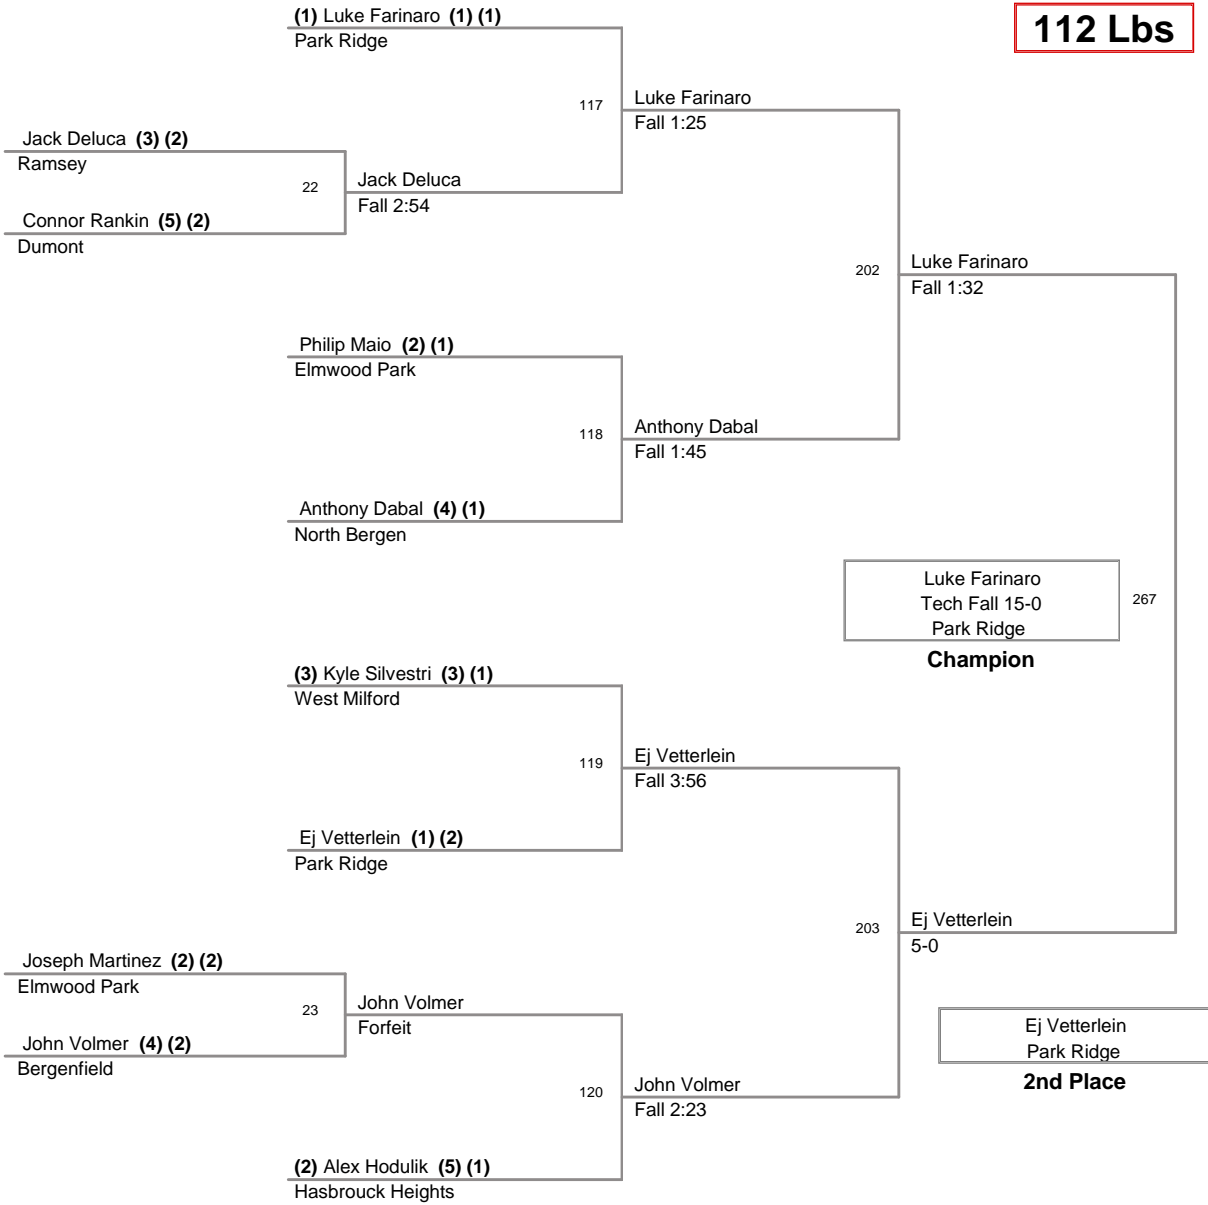 (1) Luke Farinaro (1) (1)
Park Ridge
112 Lbs
117
Luke Farinaro
Fall 1:25
Jack Deluca (3) (2)
Ramsey
22
Jack Deluca
Fall 2:54
Connor Rankin (5) (2)
Dumont
202
Luke Farinaro
Fall 1:32
Philip Maio (2) (1)
Elmwood Park
118
Anthony Dabal
Fall 1:45
Anthony Dabal (4) (1)
North Bergen
Luke Farinaro
Tech Fall 15-0
Park Ridge
267
Champion
(3) Kyle Silvestri (3) (1)
West Milford
119
Ej Vetterlein
Fall 3:56
Ej Vetterlein (1) (2)
Park Ridge
203
Ej Vetterlein
5-0
Joseph Martinez (2) (2)
Elmwood Park
23
John Volmer
Forfeit
John Volmer (4) (2)
Bergenfield
Ej Vetterlein
Park Ridge
2nd Place
120
John Volmer
Fall 2:23
(2) Alex Hodulik (5) (1)
Hasbrouck Heights